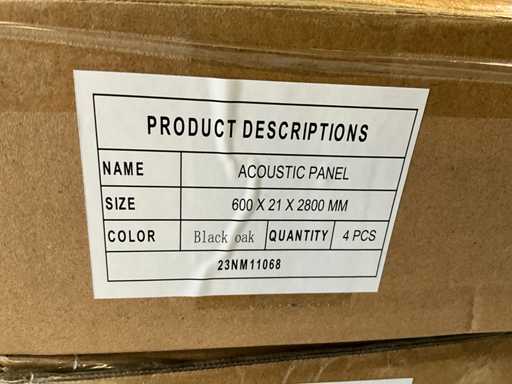 PRODUCT DESCRIPTIONS
NAME ACOUSTIC PANEL
SIZE 600 X 21 X 2800 MM
COLOR Black oak QUANTITY 4 PCS
23NM11068